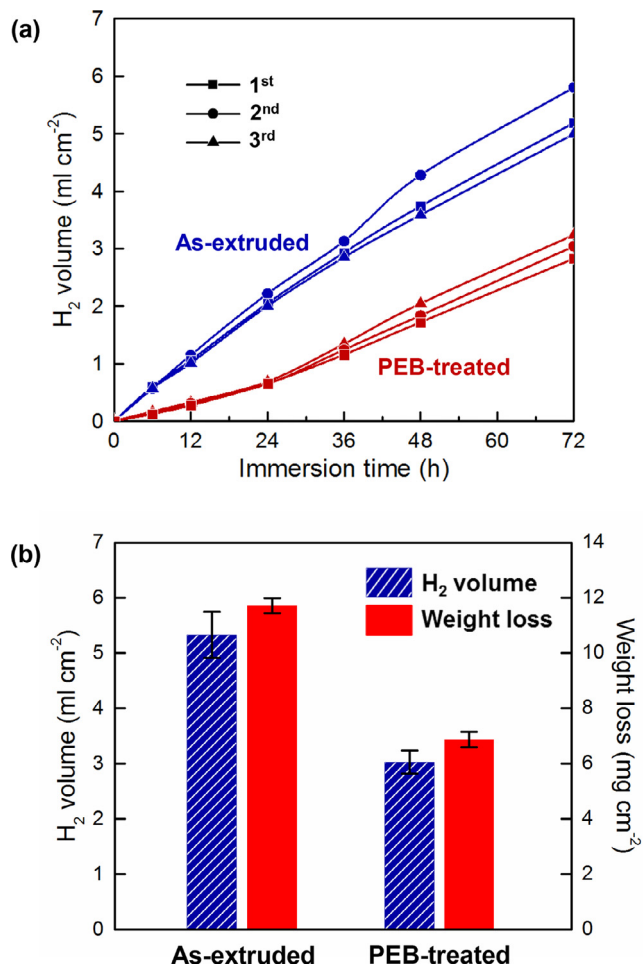 (a)
7
6
5
4
3
2
1
0
H₂ volume (ml cm⁻²)
1ˢᵗ
2ⁿᵈ
3ʳᵈ
As-extruded
PEB-treated
0 12 24 36 48 60 72
Immersion time (h)
(b)
7
6
5
4
3
2
1
0
H₂ volume (ml cm⁻²)
H₂ volume
Weight loss
14
12
10
8
6
4
2
0
Weight loss (mg cm⁻²)
As-extruded PEB-treated